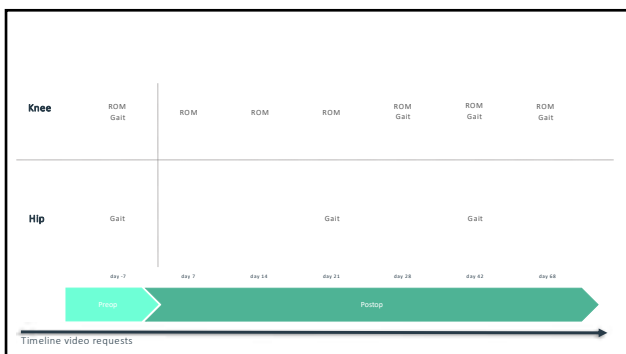 Knee
ROM
Gait
ROM
ROM
ROM
ROM
Gait
ROM
Gait
ROM
Gait
Hip
Gait
Gait
Gait
day -7
day 7
day 14
day 21
day 28
day 42
day 68
Preop
Postop
Timeline video requests